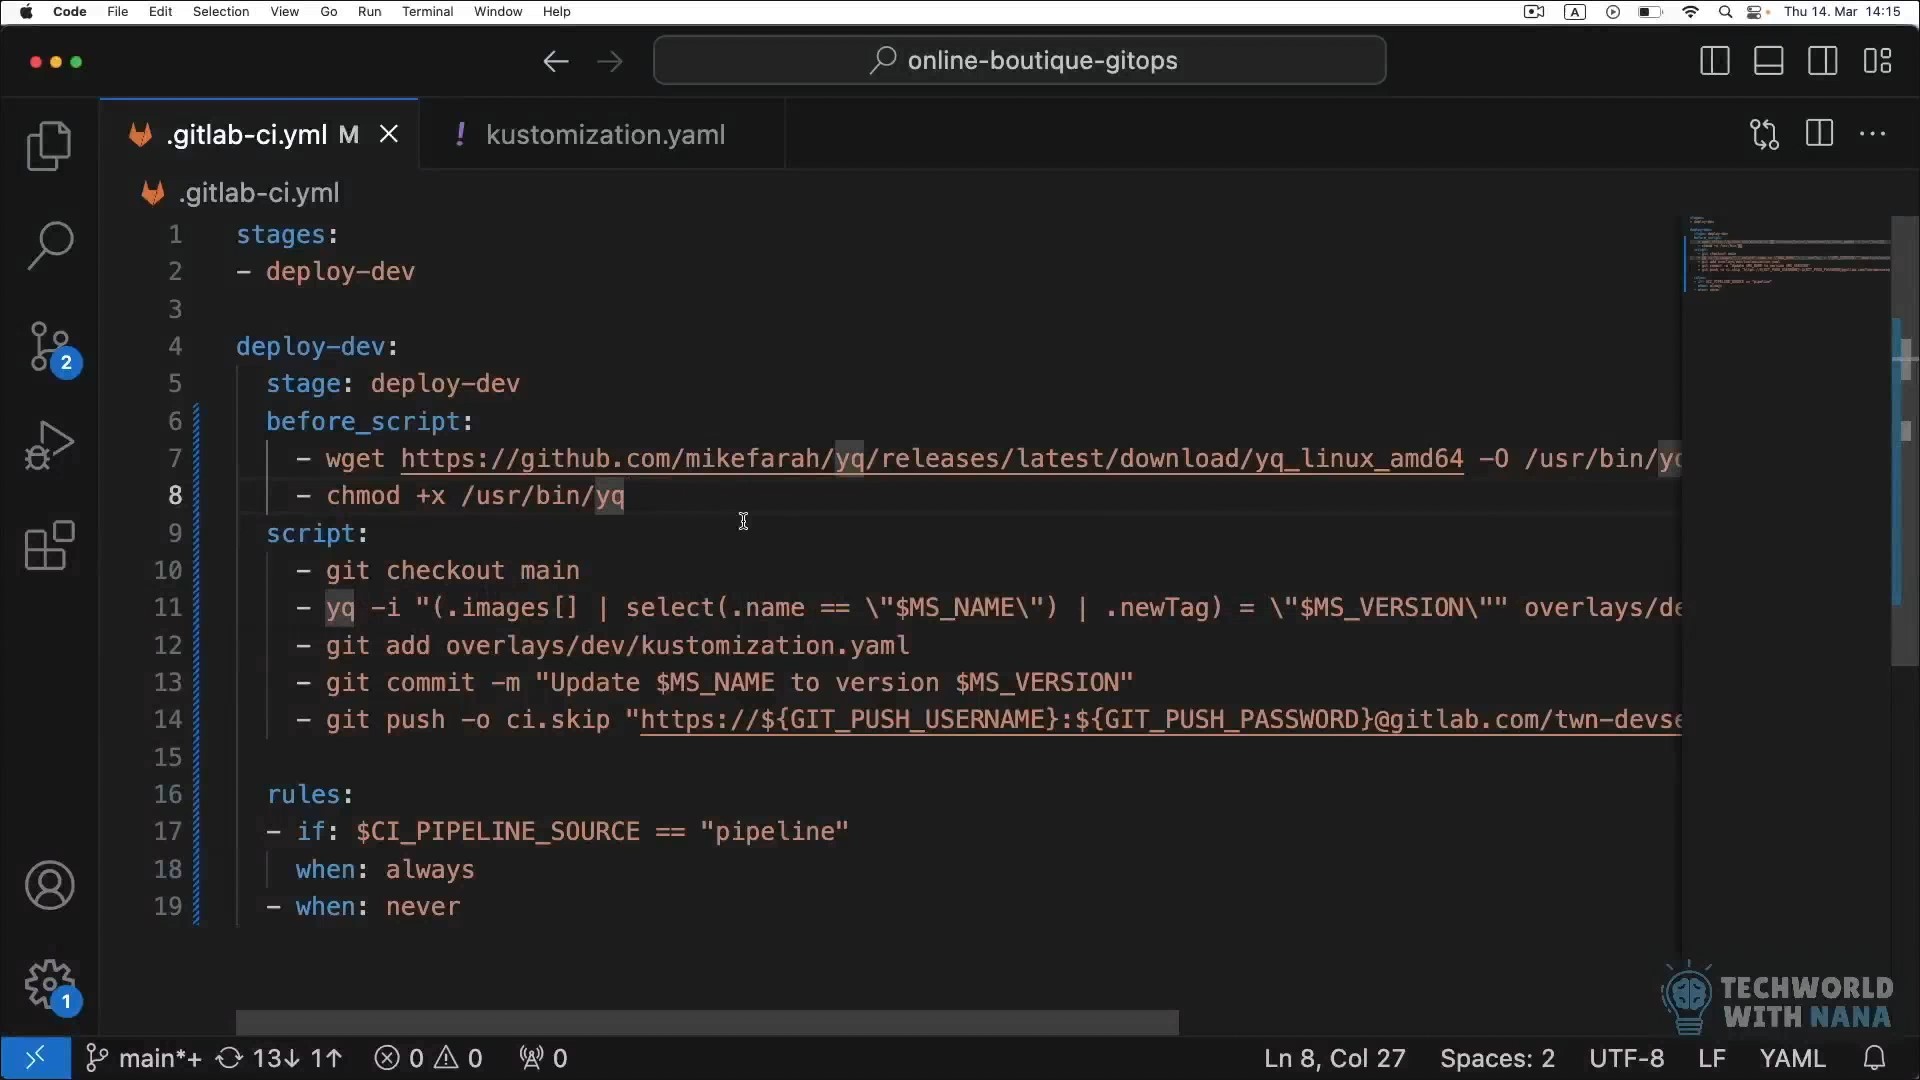 Code File Edit Selection View Go Run Terminal Window Help A Thu 14. Mar 14:15
online-boutique-gitops
.gitlab-ci.yml M ! kustomization.yaml
.gitlab-ci.yml
1 stages:
2 - deploy-dev
3
4 deploy-dev:
5 stage: deploy-dev
6 before_script:
7 - wget https://github.com/mikefarah/yq/releases/latest/download/yq_linux_amd64 -O /usr/bin/yq
8 - chmod +x /usr/bin/yq
9 script:
10 - git checkout main
11 - yq -i "(.images[] | select(.name == \"$MS_NAME\") | .newTag) = \"$MS_VERSION\"" overlays/de
12 - git add overlays/dev/kustomization.yaml
13 - git commit -m "Update $MS_NAME to version $MS_VERSION"
14 - git push -o ci.skip "https://${GIT_PUSH_USERNAME}:${GIT_PUSH_PASSWORD}@gitlab.com/twn-devse
15
16 rules:
17 - if: $CI_PIPELINE_SOURCE == "pipeline"
18 when: always
19 - when: never
2
1
TECHWORLD
WITH NANA
main*+ 13↓ 1↑ 0 0 0 Ln 8, Col 27 Spaces: 2 UTF-8 LF YAML